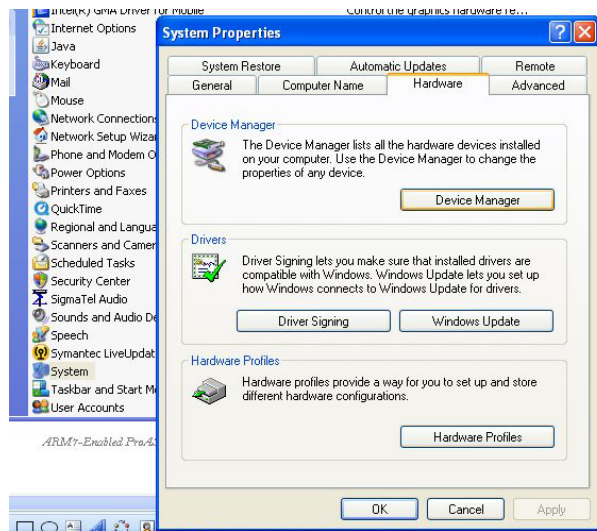 Intel(R) GMA Driver for Mobile
Control the graphics hardware fe...
Internet Options
Java
Keyboard
Mail
Mouse
Network Connection
Network Setup Wiza
Phone and Modem O
Power Options
Printers and Faxes
QuickTime
Regional and Langua
Scanners and Camer
Scheduled Tasks
Security Center
SigmaTel Audio
Sounds and Audio De
Speech
Symantec LiveUpdat
System
Taskbar and Start M
User Accounts
ARM7-Enabled ProA
System Properties
System Restore
Automatic Updates
Remote
General
Computer Name
Hardware
Advanced
Device Manager
The Device Manager lists all the hardware devices installed
on your computer. Use the Device Manager to change the
properties of any device.
Device Manager
Drivers
Driver Signing lets you make sure that installed drivers are
compatible with Windows. Windows Update lets you set up
how Windows connects to Windows Update for drivers.
Driver Signing
Windows Update
Hardware Profiles
Hardware profiles provide a way for you to set up and store
different hardware configurations.
Hardware Profiles
OK
Cancel
Apply